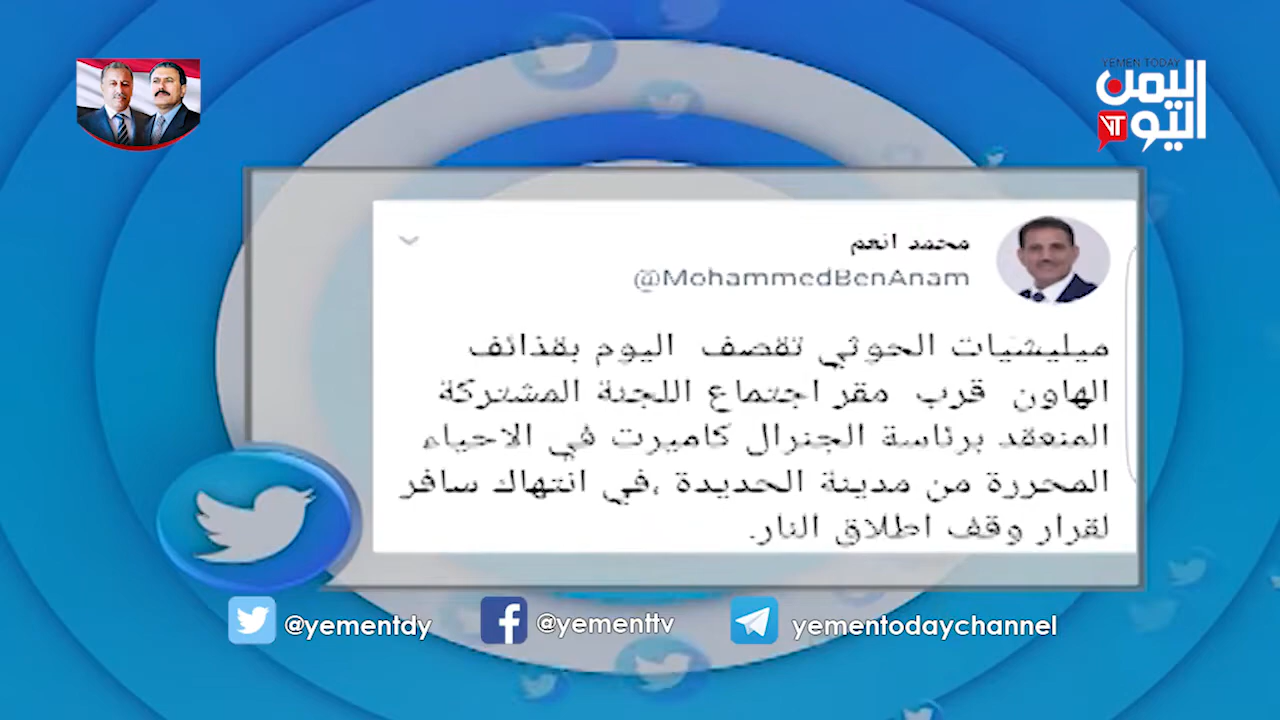 YEMEN TODAY
اليمن
اليوم
YT
محمد انعم
@MohammedBenAnam
ميليشيات الحوثي تقصف اليوم بقذائف
الهاون قرب مقر اجتماع اللجنة المشتركة
المنعقد برئاسة الجنرال كاميرت في الاحياء
المحررة من مدينة الحديدة ،في انتهاك سافر
لقرار وقف اطلاق النار.
@yementdy
@yementtv
yementodaychannel